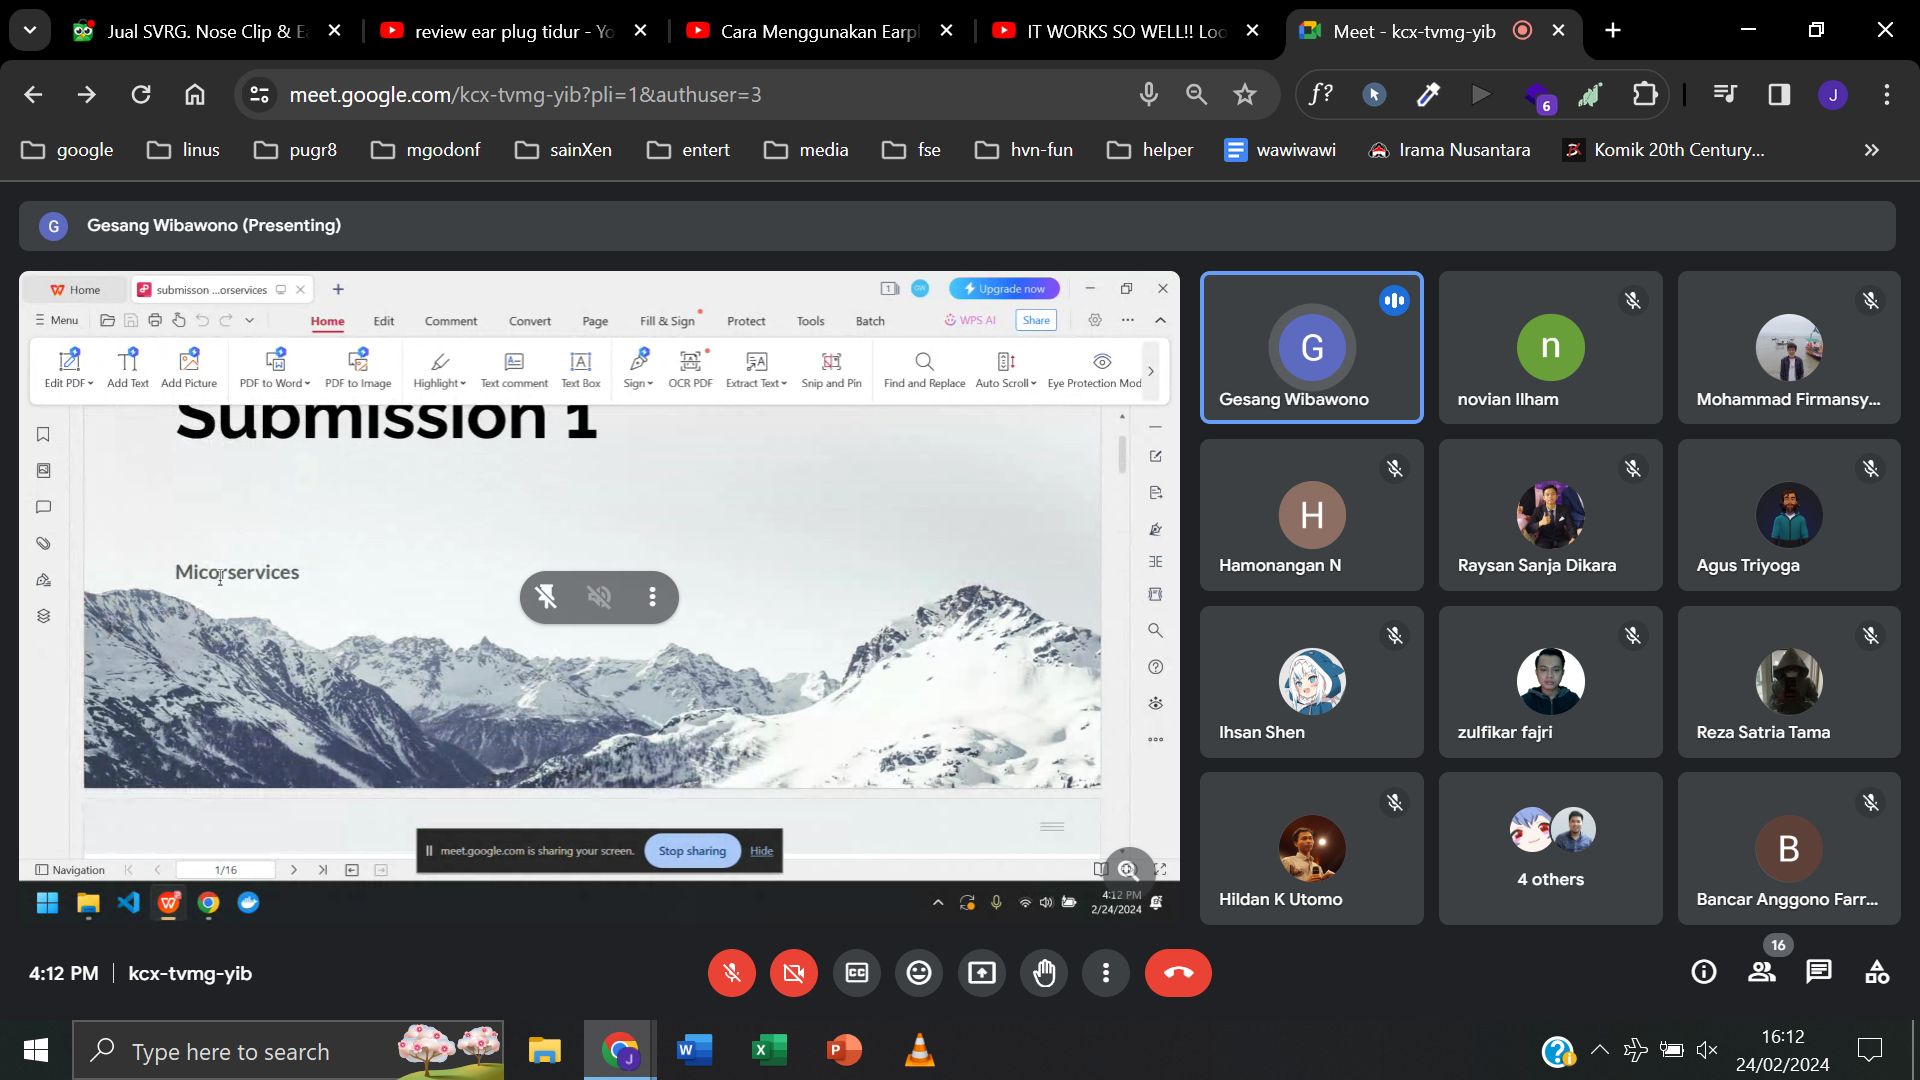 Jual SVRG. Nose Clip & Ea
review ear plug tidur - Yo
Cara Menggunakan Earpl
IT WORKS SO WELL!! Loo
Meet - kcx-tvmg-yib
meet.google.com/kcx-tvmg-yib?pli=1&authuser=3
f?
6
J
google
linus
pugr8
mgodonf
sainXen
entert
media
fse
hvn-fun
helper
wawiwawi
Irama Nusantara
Komik 20th Century...
G
Gesang Wibawono (Presenting)
Home
submisson ...orservices
1
GW
Upgrade now
Menu
Home
Edit
Comment
Convert
Page
Fill & Sign
Protect
Tools
Batch
WPS AI
Share
Edit PDF
Add Text
Add Picture
PDF to Word
PDF to Image
Highlight
Text comment
Text Box
Sign
OCR PDF
Extract Text
Snip and Pin
Find and Replace
Auto Scroll
Eye Protection Mod
Submission 1
Micorservices
meet.google.com is sharing your screen.
Stop sharing
Hide
Navigation
1/16
4:12 PM
2/24/2024
G
Gesang Wibawono
n
novian Ilham
Mohammad Firmansy...
H
Hamonangan N
Raysan Sanja Dikara
Agus Triyoga
Ihsan Shen
zulfikar fajri
Reza Satria Tama
Hildan K Utomo
4 others
B
Bancar Anggono Farr...
4:12 PM
kcx-tvmg-yib
CC
16
Type here to search
J
W
X
P
16:12
24/02/2024